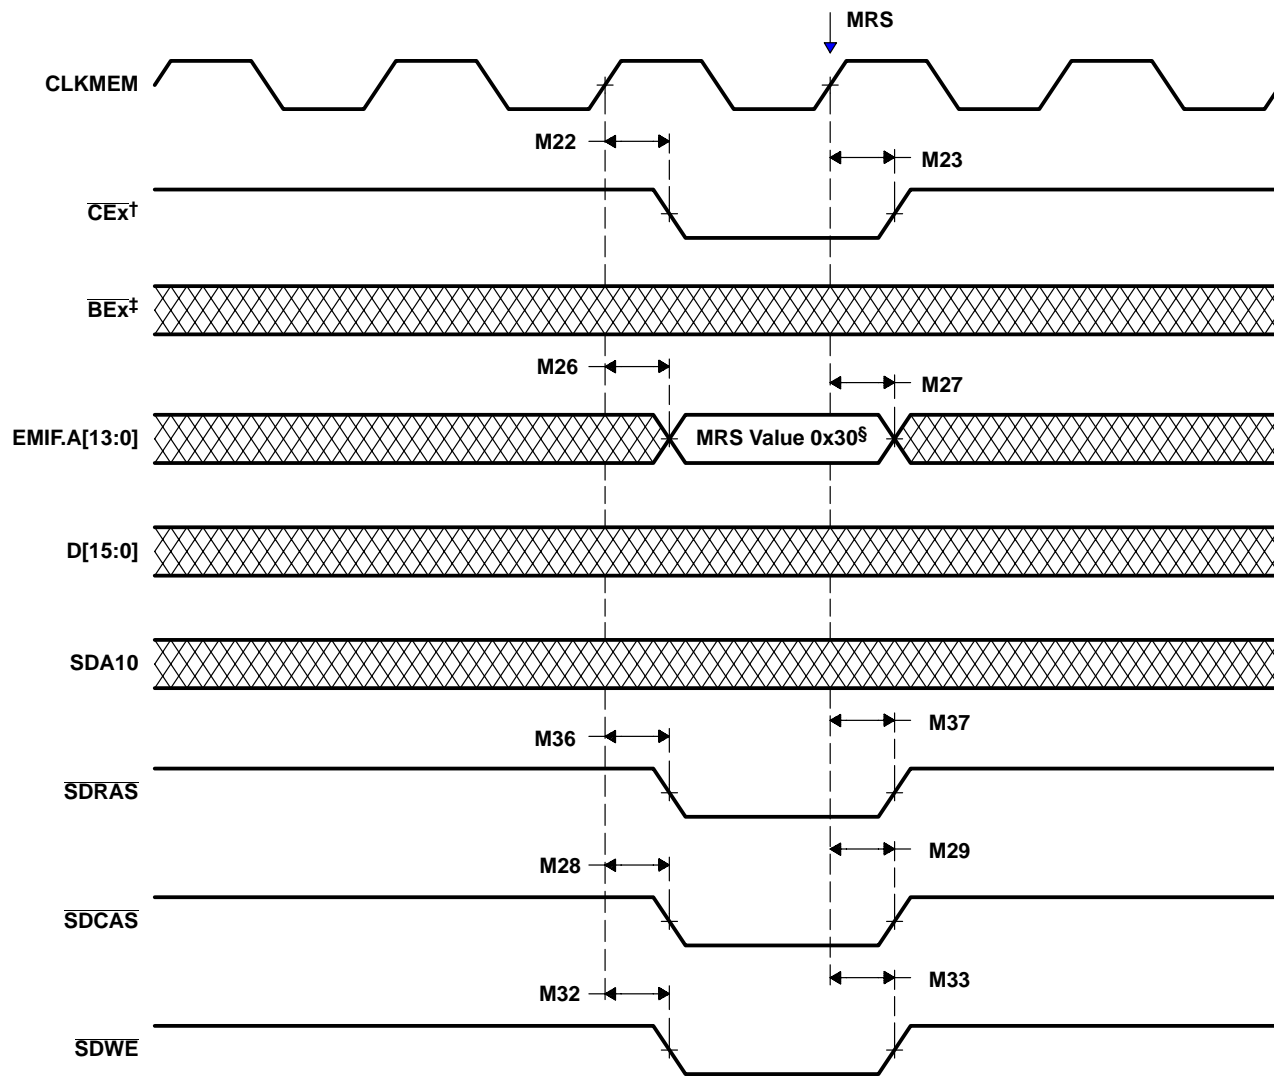 MRS
CLKMEM
M22
M23
CEx†
BEx‡
M26
M27
EMIF.A[13:0]
MRS Value 0x30§
D[15:0]
SDA10
M36
M37
SDRAS
M28
M29
SDCAS
M32
M33
SDWE